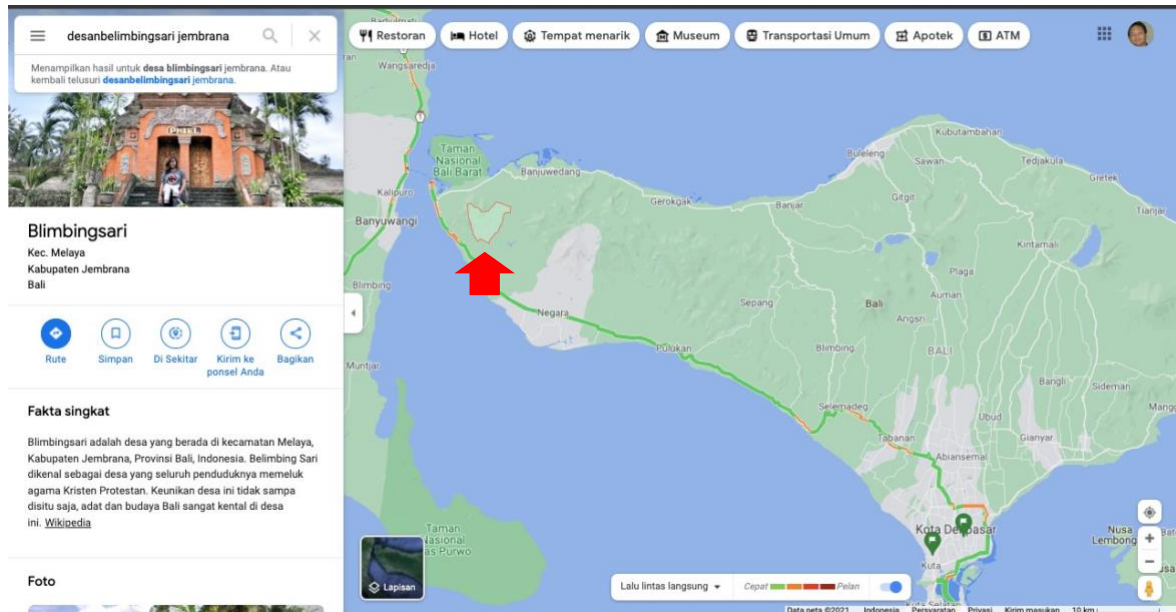 desanbelimbingsari jembrana
Menampilkan hasil untuk desa blimbingsari jembrana. Atau
kembali telusuri desanbelimbingsari jembrana.
Blimbingsari
Kec. Melaya
Kabupaten Jembrana
Bali
Rute
Simpan
Di Sekitar
Kirim ke
ponsel Anda
Bagikan
Fakta singkat
Blimbingsari adalah desa yang berada di kecamatan Melaya,
Kabupaten Jembrana, Provinsi Bali, Indonesia. Belimbing Sari
dikenal sebagai desa yang seluruh penduduknya memeluk
agama Kristen Protestan. Keunikan desa ini tidak sampa
disitu saja, adat dan budaya Bali sangat kental di desa
ini. Wikipedia
Foto
Restoran
Hotel
Tempat menarik
Museum
Transportasi Umum
Apotek
ATM
Wangsaredja
1
Taman
Nasional
Bali Barat
Banjuwedang
Kalipuro
Banyuwangi
Gerokgak
Banjar
Buleleng
Kubutambahan
Sawan
Tedjakula
Gretek
Gitgit
Tianjar
Kintamani
Plaga
Blimbing
Negara
Sepang
Bali
Auman
Angsri
Pulukan
Blimbing
BALI
Bangli
Sideman
Muntjar
Selemadeg
Ubud
Tabanan
Gianyar
Abiansemal
Taman
Nasional
as Purwo
Kota Denpasar
Nusa
Lembong
Kuta
Kuta Selatan
Lapisan
Lalu lintas langsung
Cepat
Pelan
Data peta ©2021
Indonesia
Persyaratan
Privasi
Kirim masukan
10 km